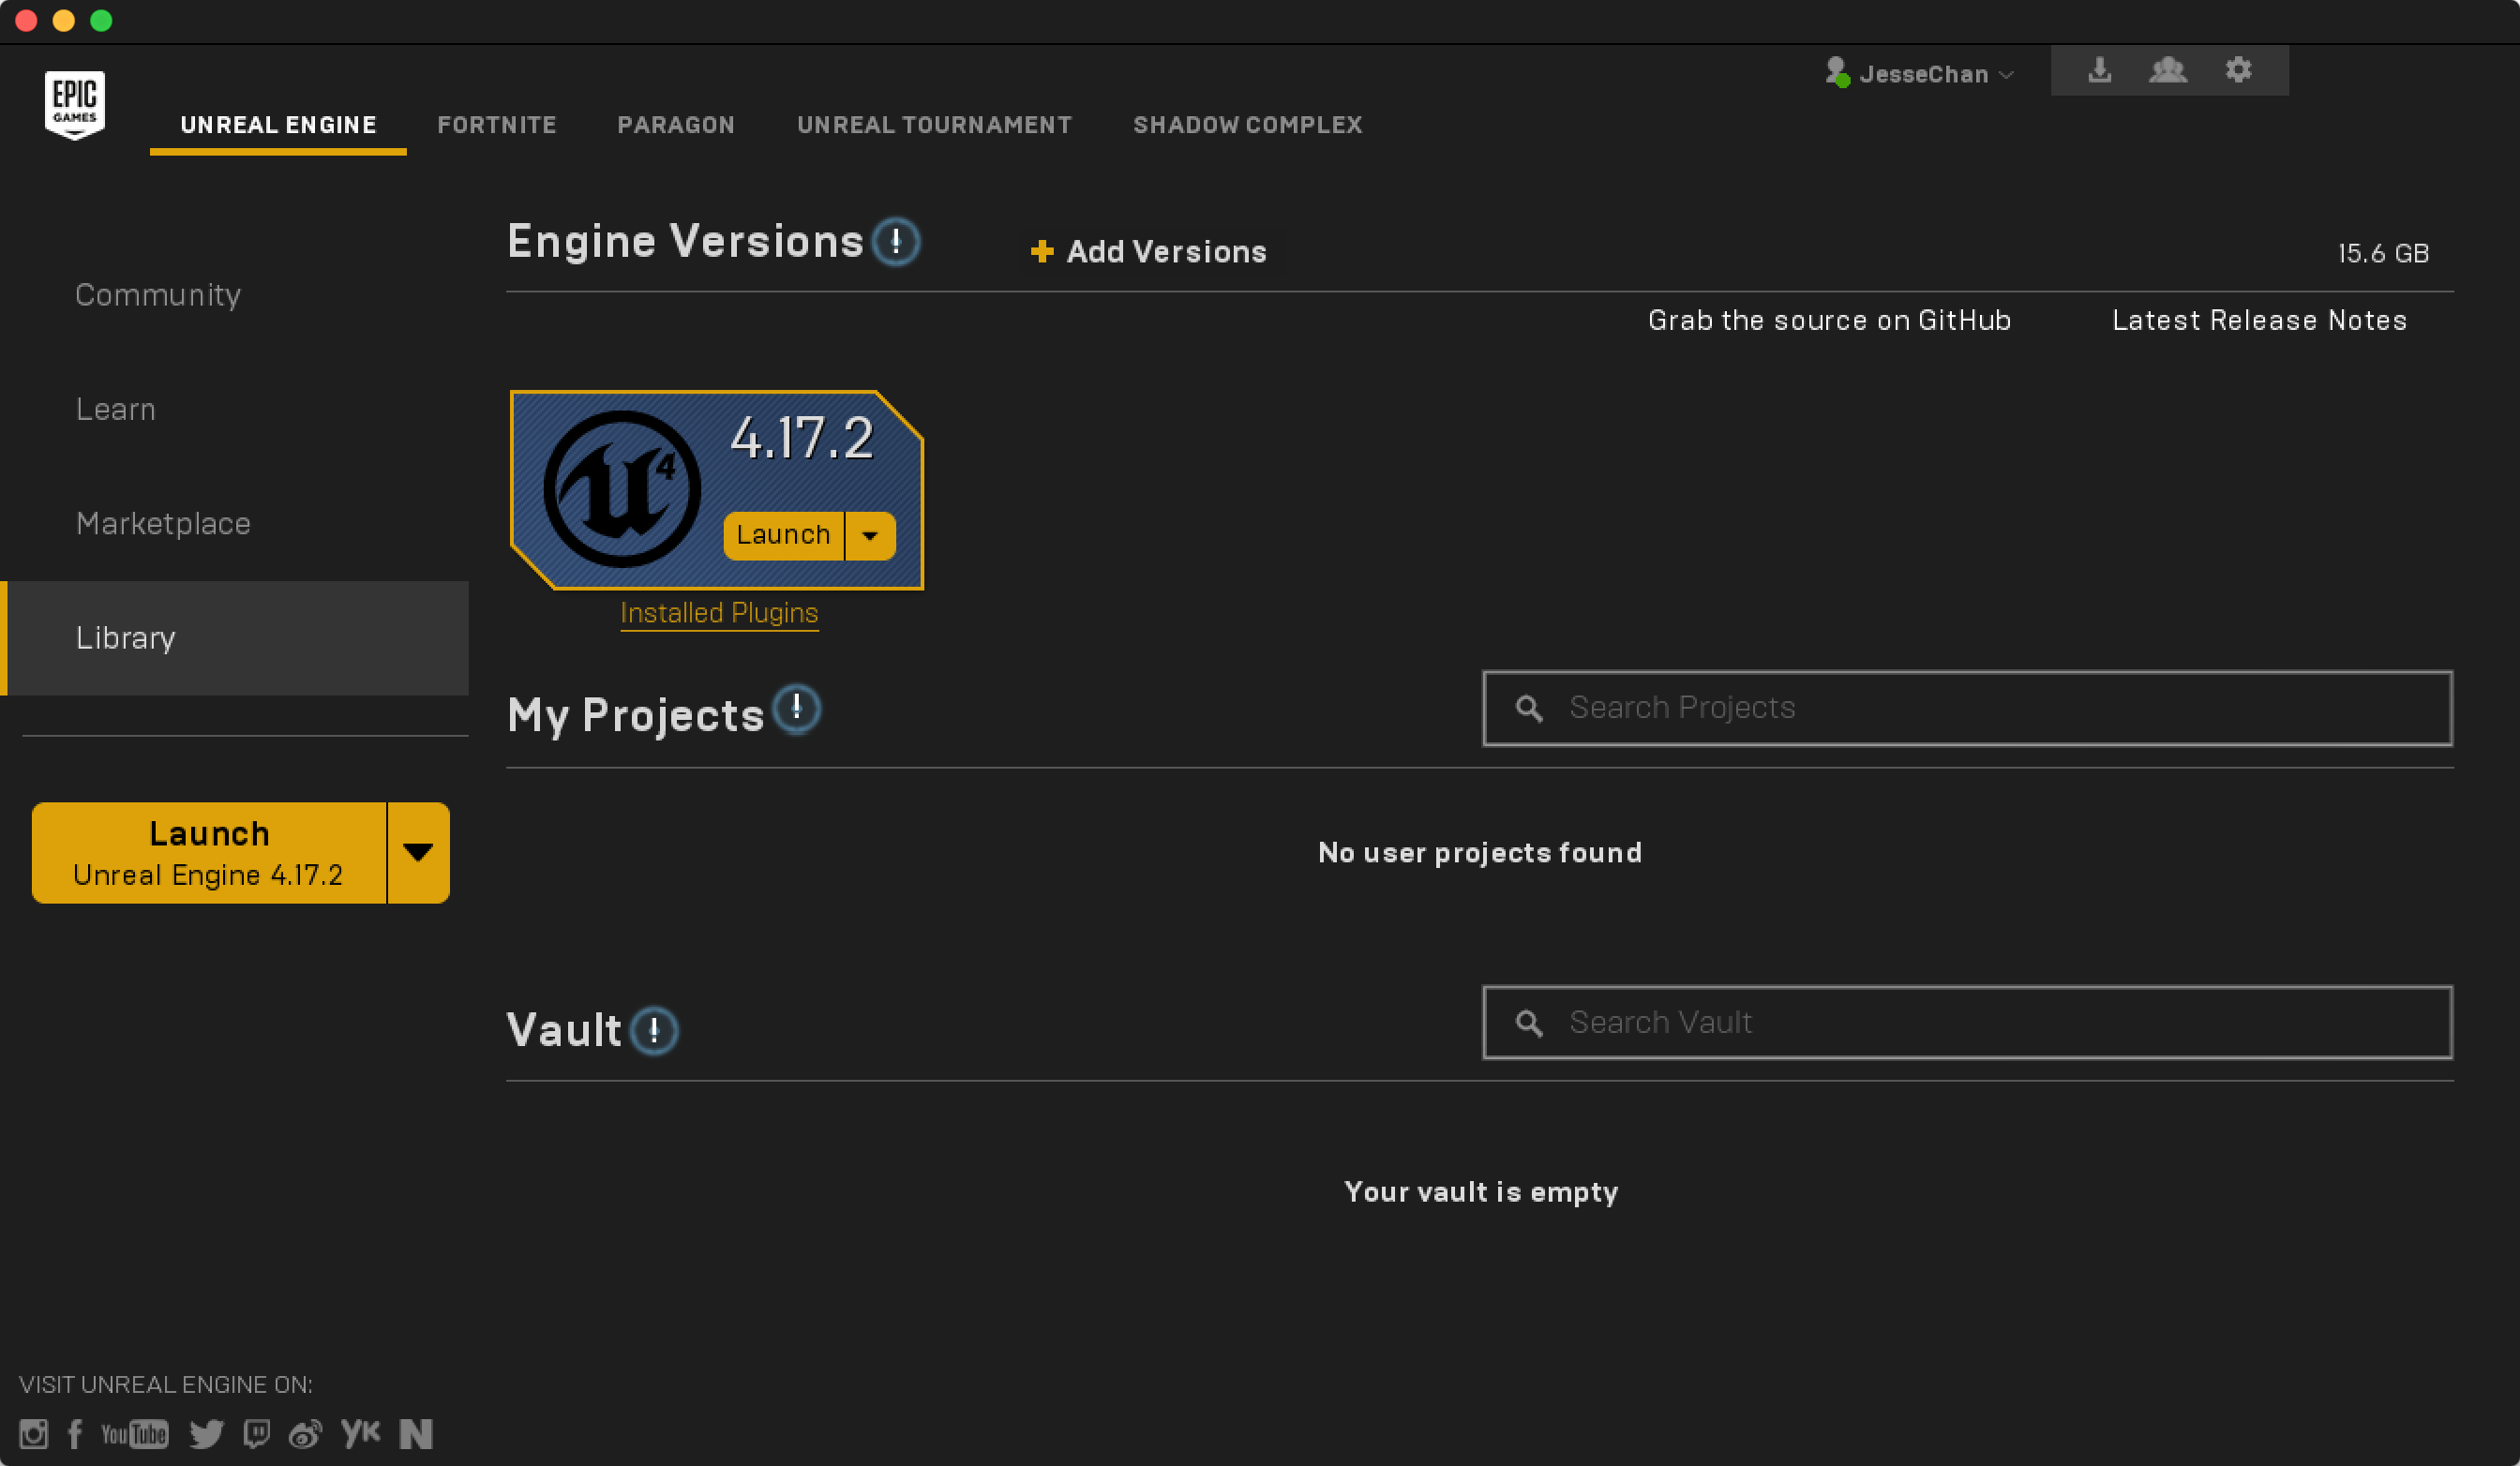 JesseChan
EPIC
GAMES
UNREAL ENGINE
FORTNITE
PARAGON
UNREAL TOURNAMENT
SHADOW COMPLEX
Engine Versions
+ Add Versions
15.6 GB
Grab the source on GitHub
Latest Release Notes
Community
Learn
Marketplace
Library
4.17.2
Launch
Installed Plugins
My Projects
Search Projects
Launch
Unreal Engine 4.17.2
No user projects found
Vault
Search Vault
Your vault is empty
VISIT UNREAL ENGINE ON:
You Tube